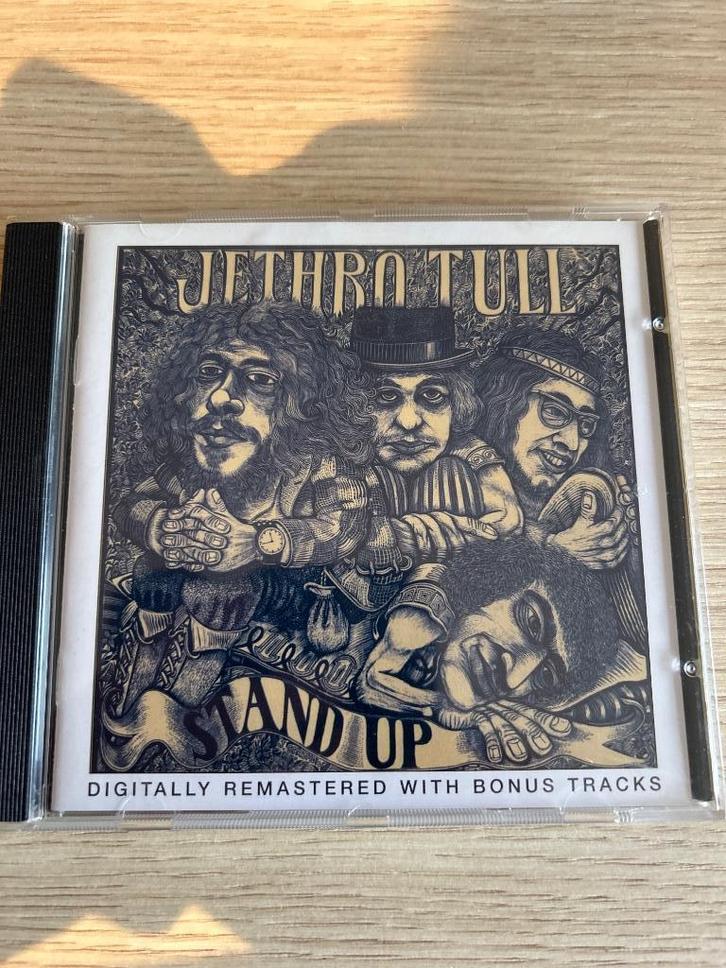 JETHRO TULL
STAND UP
DIGITALLY REMASTERED WITH BONUS TRACKS